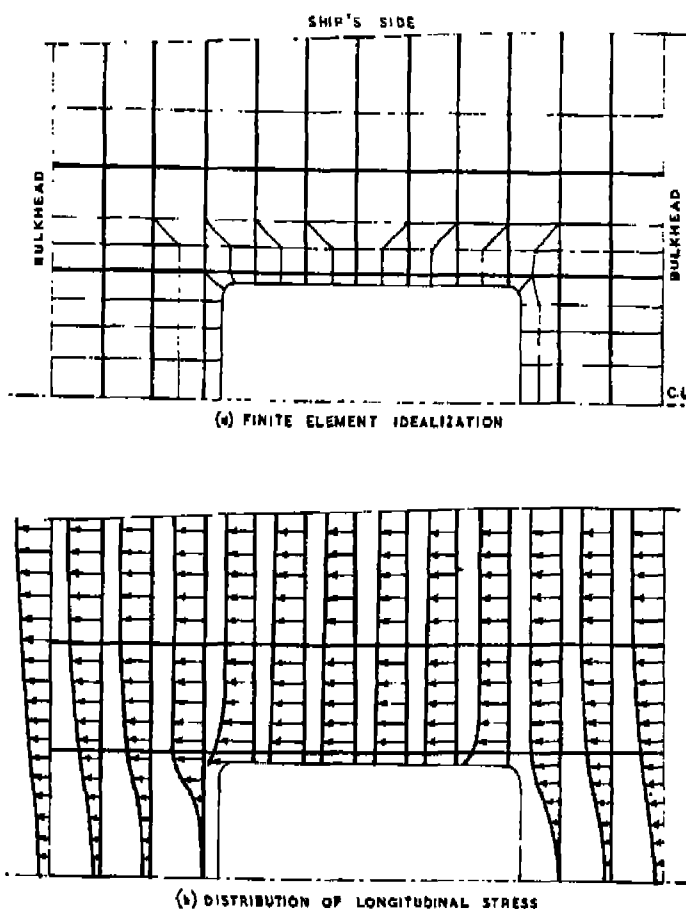 SHIP'S SIDE
BULKHEAD
BULKHEAD
C.L
(a) FINITE ELEMENT IDEALIZATION
(b) DISTRIBUTION OF LONGITUDINAL STRESS